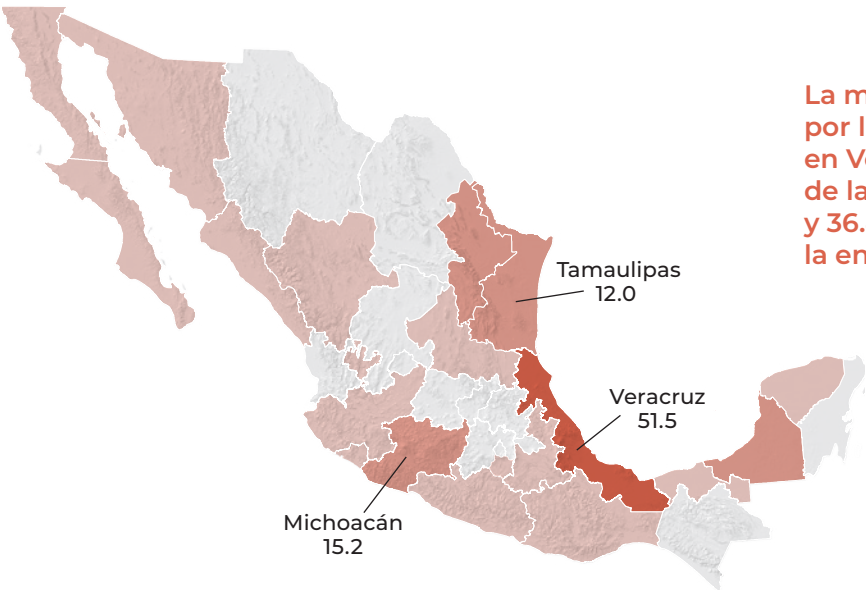 La m
por l
en V
de la
y 36.
la en
Tamaulipas
12.0
Veracruz
51.5
Michoacán
15.2